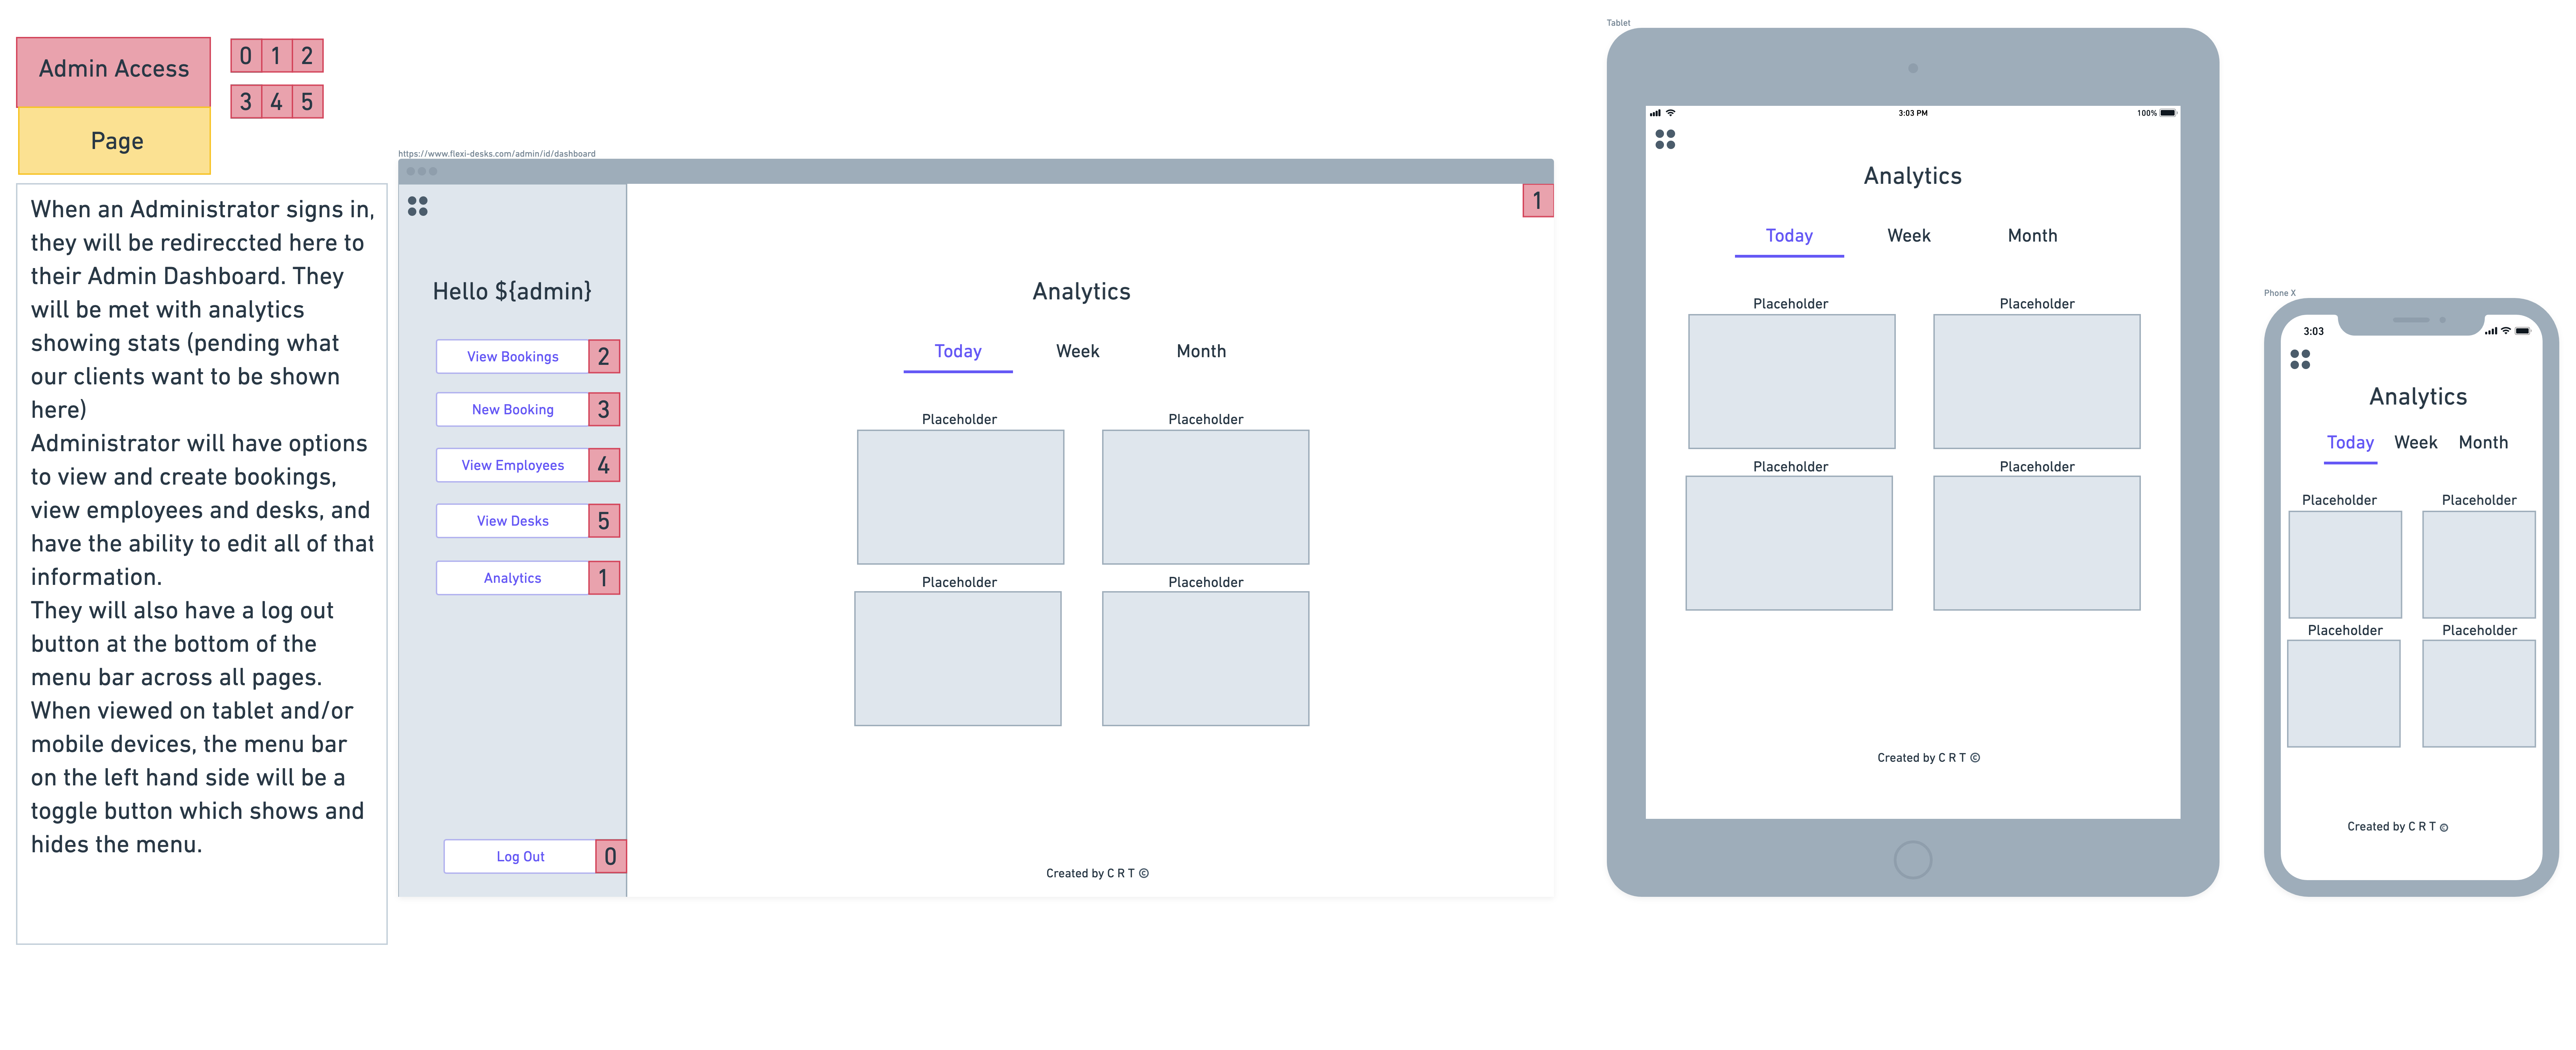 Admin Access
Page
0 1 2
3 4 5
When an Administrator signs in,
they will be redireccted here to
their Admin Dashboard. They
will be met with analytics
showing stats (pending what
our clients want to be shown
here)
Administrator will have options
to view and create bookings,
view employees and desks, and
have the ability to edit all of that
information.
They will also have a log out
button at the bottom of the
menu bar across all pages.
When viewed on tablet and/or
mobile devices, the menu bar
on the left hand side will be a
toggle button which shows and
hides the menu.
https://www.flexi-desks.com/admin/id/dashboard
1
Hello ${admin}
View Bookings 2
New Booking 3
View Employees 4
View Desks 5
Analytics 1
Log Out 0
Analytics
Today Week Month
Placeholder Placeholder
Placeholder Placeholder
Created by C R T ©
Tablet
3:03 PM 100%
Analytics
Today Week Month
Placeholder Placeholder
Placeholder Placeholder
Created by C R T ©
Phone X
3:03
Analytics
Today Week Month
Placeholder Placeholder
Placeholder Placeholder
Created by C R T ©